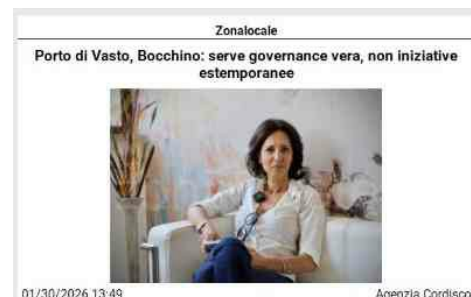 Zonalocale
Porto di Vasto, Bocchino: serve governance vera, non iniziative
estemporanee
01/30/2026 13:49
Agenzia Cordisco